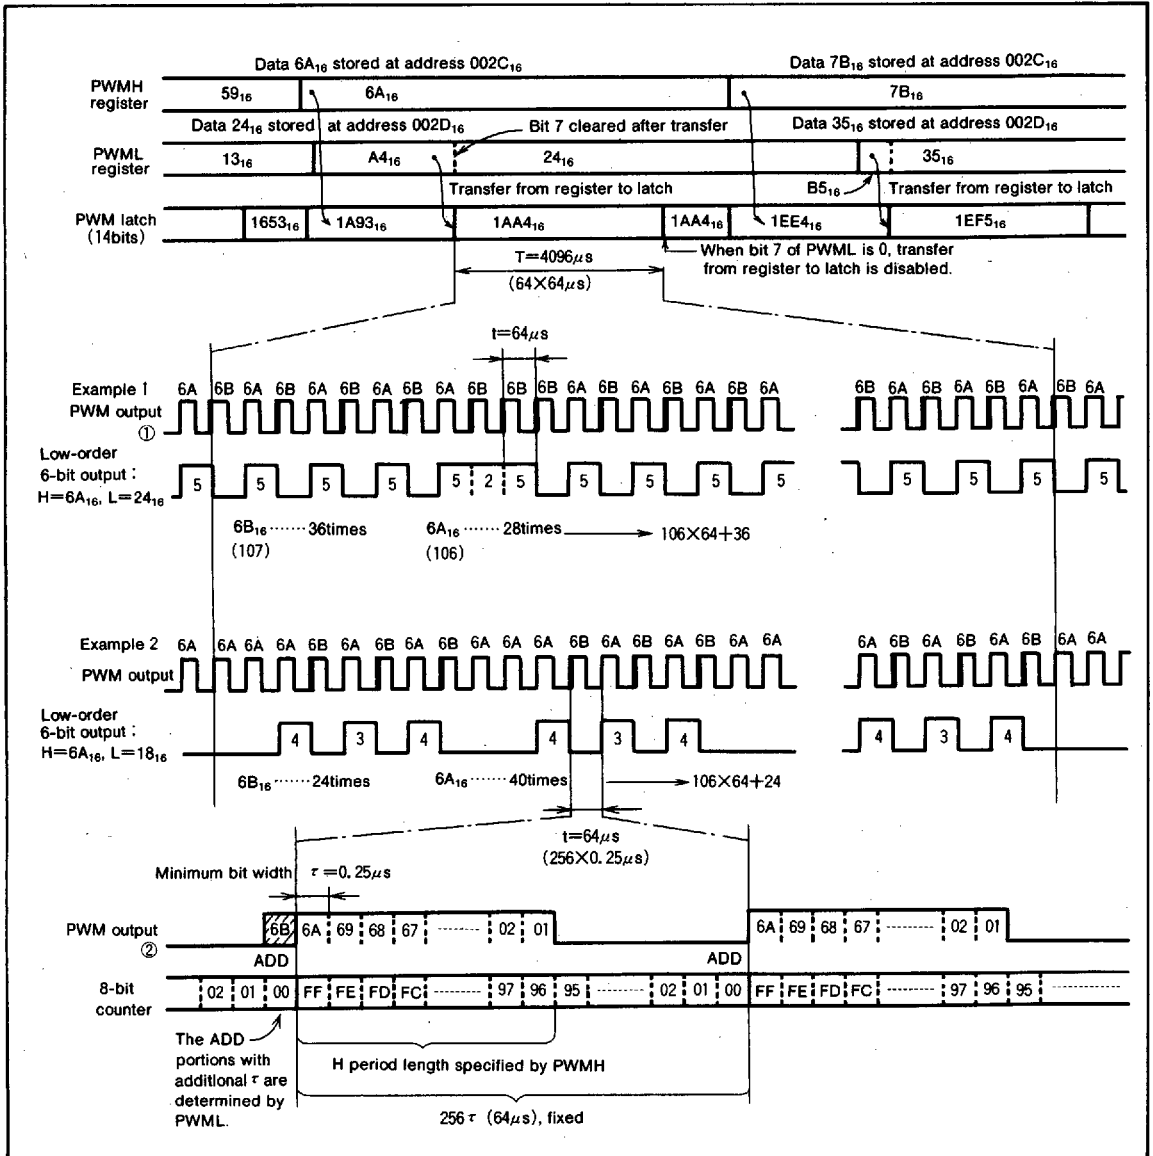 Data 6A₁₆ stored at address 002C₁₆ Data 7B₁₆ stored at address 002C₁₆
PWMH register 59₁₆ 6A₁₆ 7B₁₆
Data 24₁₆ stored at address 002D₁₆ Bit 7 cleared after transfer Data 35₁₆ stored at address 002D₁₆
PWML register 13₁₆ A4₁₆ 24₁₆ 35₁₆
Transfer from register to latch B5₁₆ Transfer from register to latch
PWM latch (14bits) 1653₁₆ 1A93₁₆ 1AA4₁₆ 1AA4₁₆ 1EE4₁₆ 1EF5₁₆
T=4096μs
(64×64μs)
When bit 7 of PWML is 0, transfer
from register to latch is disabled.
t=64μs
Example 1 6A 6B 6A 6B 6A 6B 6A 6B 6A 6B 6B 6B 6A 6B 6A 6B 6A 6B 6A 6B 6A 6B 6A 6B 6A
PWM output
①
Low-order
6-bit output :
H=6A₁₆, L=24₁₆
5 5 5 5 5 2 5 5 5 5 5 5 5 5 5
6B₁₆ ······· 36times 6A₁₆ ······· 28times 106×64+36
(107) (106)
Example 2 6A 6A 6A 6A 6B 6A 6B 6A 6B 6A 6A 6A 6B 6A 6B 6A 6B 6A 6A 6A 6B 6A 6B 6A 6B 6A 6A
PWM output
Low-order
6-bit output :
H=6A₁₆, L=18₁₆
4 3 4 4 3 4 4 3 4
6B₁₆ ······· 24times 6A₁₆ ······ 40times 106×64+24
t=64μs
(256×0.25μs)
Minimum bit width τ=0.25μs
PWM output 6B 6A 69 68 67 -------- 02 01 6A 69 68 67 -------- 02 01
②
ADD ADD
8-bit counter 02 01 00 FF FE FD FC -------- 97 96 95 -------- 02 01 00 FF FE FD FC -------- 97 96 95 --------
The ADD
portions with
additional τ are
determined by
PWML.
H period length specified by PWMH
256τ (64μs), fixed